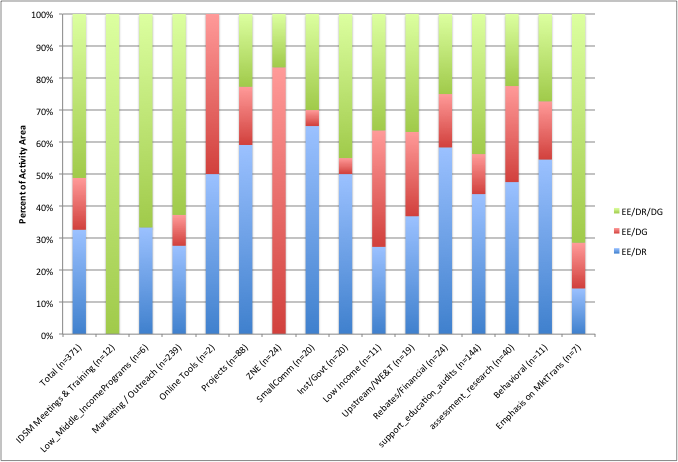 100%
90%
80%
70%
60%
50%
40%
30%
20%
10%
0%
Percent of Activity Area
Total (n=371)
IDSM Meetings & Training (n=12)
Low_Middle_IncomePrograms (n=6)
Marketing / Outreach (n=239)
Online Tools (n=2)
Projects (n=88)
ZNE (n=24)
SmallComm (n=20)
Inst/Govt (n=20)
Low Income (n=11)
Upstream/WE&T (n=19)
Rebates/Financial (n=24)
support_education_audits (n=144)
assessment_research (n=40)
Behavioral (n=11)
Emphasis on MktTrans (n=7)
EE/DR/DG
EE/DG
EE/DR